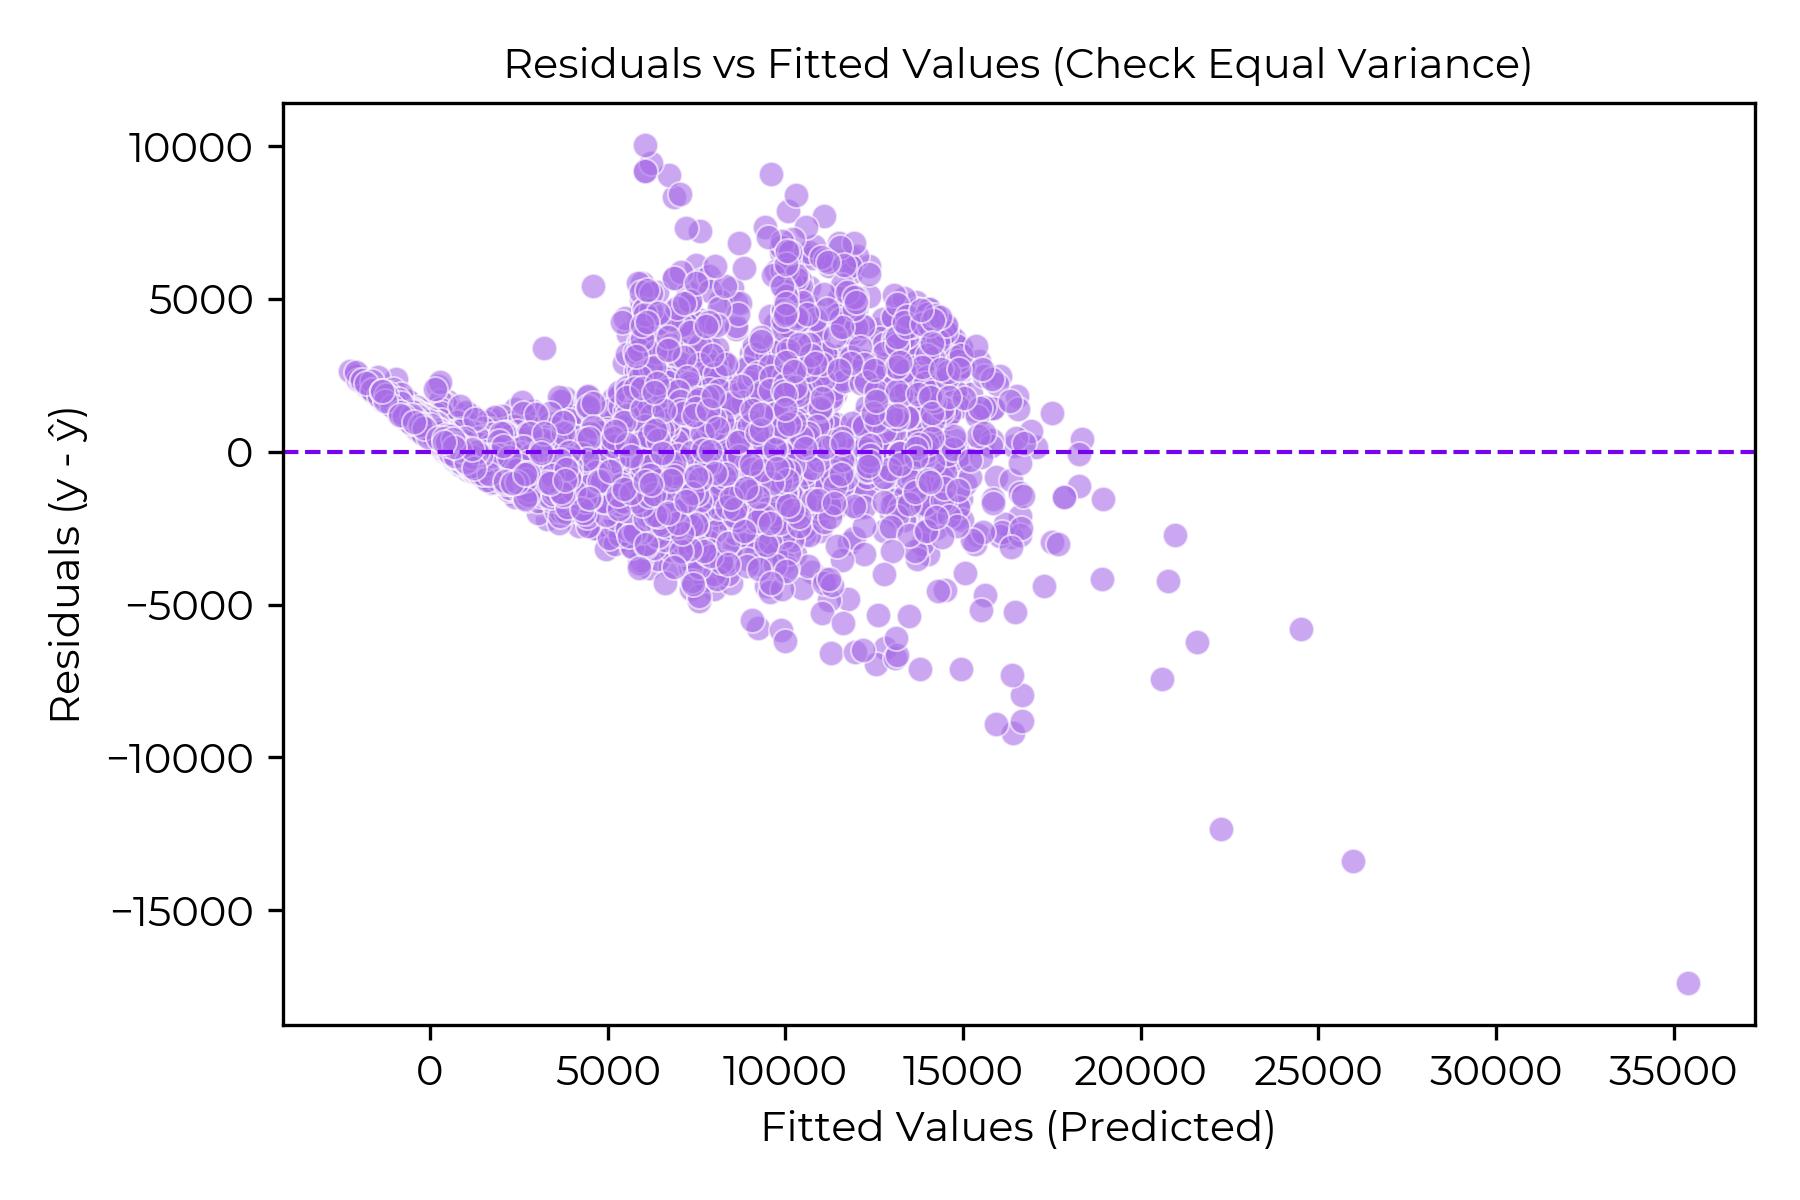 Residuals vs Fitted Values (Check Equal Variance)
10000
5000
0
−5000
−10000
−15000
Residuals (y - ŷ)
0 5000 10000 15000 20000 25000 30000 35000
Fitted Values (Predicted)